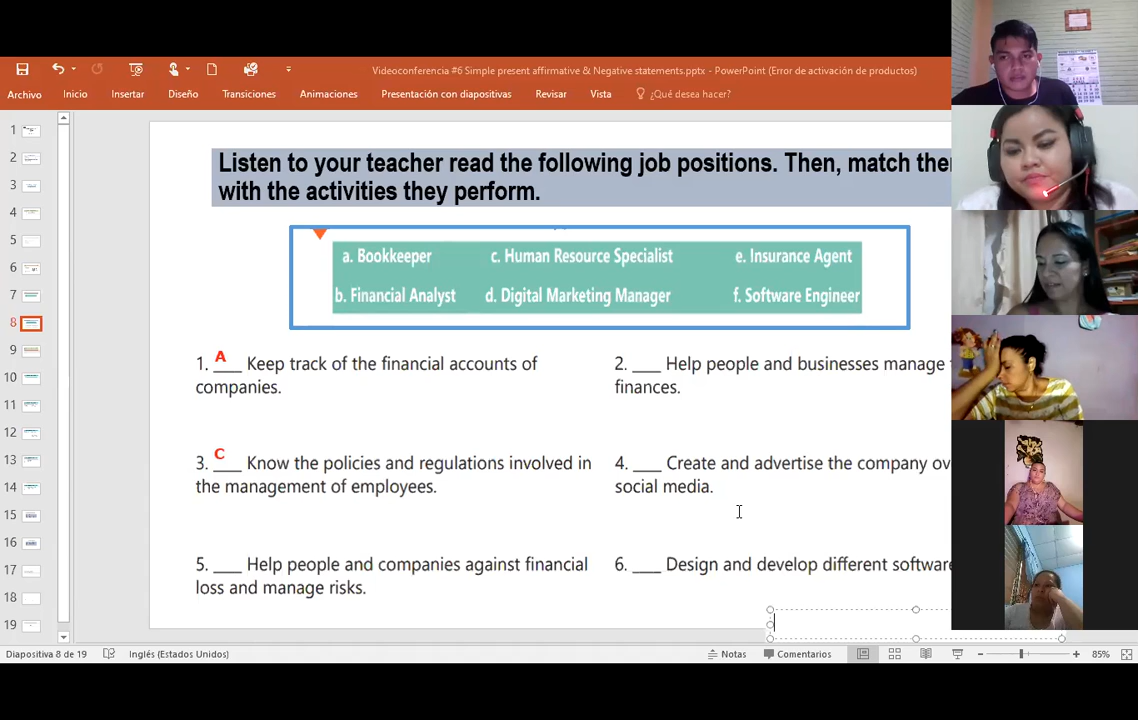 Videoconferencia #6 Simple present affirmative & Negative statements.pptx - PowerPoint (Error de activación de productos)
Archivo Inicio Insertar Diseño Transiciones Animaciones Presentación con diapositivas Revisar Vista ¿Qué desea hacer?
1
2
3
4
5
6
7
8
9
10
11
12
13
14
15
16
17
18
19
Listen to your teacher read the following job positions. Then, match
with the activities they perform.
a. Bookkeeper c. Human Resource Specialist e. Insurance Agent
b. Financial Analyst d. Digital Marketing Manager f. Software Engineer
1. A Keep track of the financial accounts of
companies.
2. ___ Help people and businesses manage
finances.
3. C Know the policies and regulations involved in
the management of employees.
4. ___ Create and advertise the company
social media.
5. ___ Help people and companies against financial
loss and manage risks.
6. ___ Design and develop different software
Diapositiva 8 de 19 Inglés (Estados Unidos) Notas Comentarios 85%